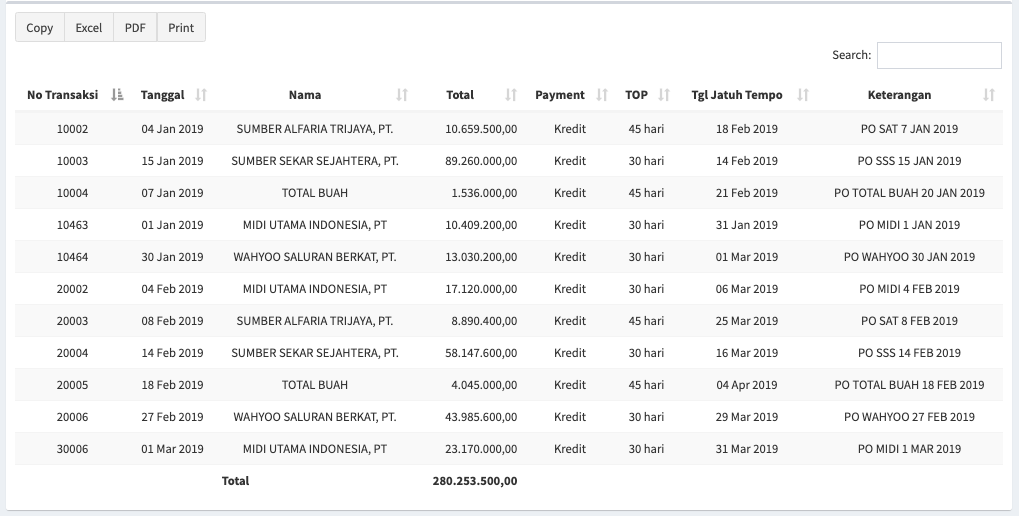 Copy Excel PDF Print
Search:
No Transaksi Tanggal Nama Total Payment TOP Tgl Jatuh Tempo Keterangan
10002 04 Jan 2019 SUMBER ALFARIA TRIJAYA, PT. 10.659.500,00 Kredit 45 hari 18 Feb 2019 PO SAT 7 JAN 2019
10003 15 Jan 2019 SUMBER SEKAR SEJAHTERA, PT. 89.260.000,00 Kredit 30 hari 14 Feb 2019 PO SSS 15 JAN 2019
10004 07 Jan 2019 TOTAL BUAH 1.536.000,00 Kredit 45 hari 21 Feb 2019 PO TOTAL BUAH 20 JAN 2019
10463 01 Jan 2019 MIDI UTAMA INDONESIA, PT 10.409.200,00 Kredit 30 hari 31 Jan 2019 PO MIDI 1 JAN 2019
10464 30 Jan 2019 WAHYOO SALURAN BERKAT, PT. 13.030.200,00 Kredit 30 hari 01 Mar 2019 PO WAHYOO 30 JAN 2019
20002 04 Feb 2019 MIDI UTAMA INDONESIA, PT 17.120.000,00 Kredit 30 hari 06 Mar 2019 PO MIDI 4 FEB 2019
20003 08 Feb 2019 SUMBER ALFARIA TRIJAYA, PT. 8.890.400,00 Kredit 45 hari 25 Mar 2019 PO SAT 8 FEB 2019
20004 14 Feb 2019 SUMBER SEKAR SEJAHTERA, PT. 58.147.600,00 Kredit 30 hari 16 Mar 2019 PO SSS 14 FEB 2019
20005 18 Feb 2019 TOTAL BUAH 4.045.000,00 Kredit 45 hari 04 Apr 2019 PO TOTAL BUAH 18 FEB 2019
20006 27 Feb 2019 WAHYOO SALURAN BERKAT, PT. 43.985.600,00 Kredit 30 hari 29 Mar 2019 PO WAHYOO 27 FEB 2019
30006 01 Mar 2019 MIDI UTAMA INDONESIA, PT 23.170.000,00 Kredit 30 hari 31 Mar 2019 PO MIDI 1 MAR 2019
Total 280.253.500,00